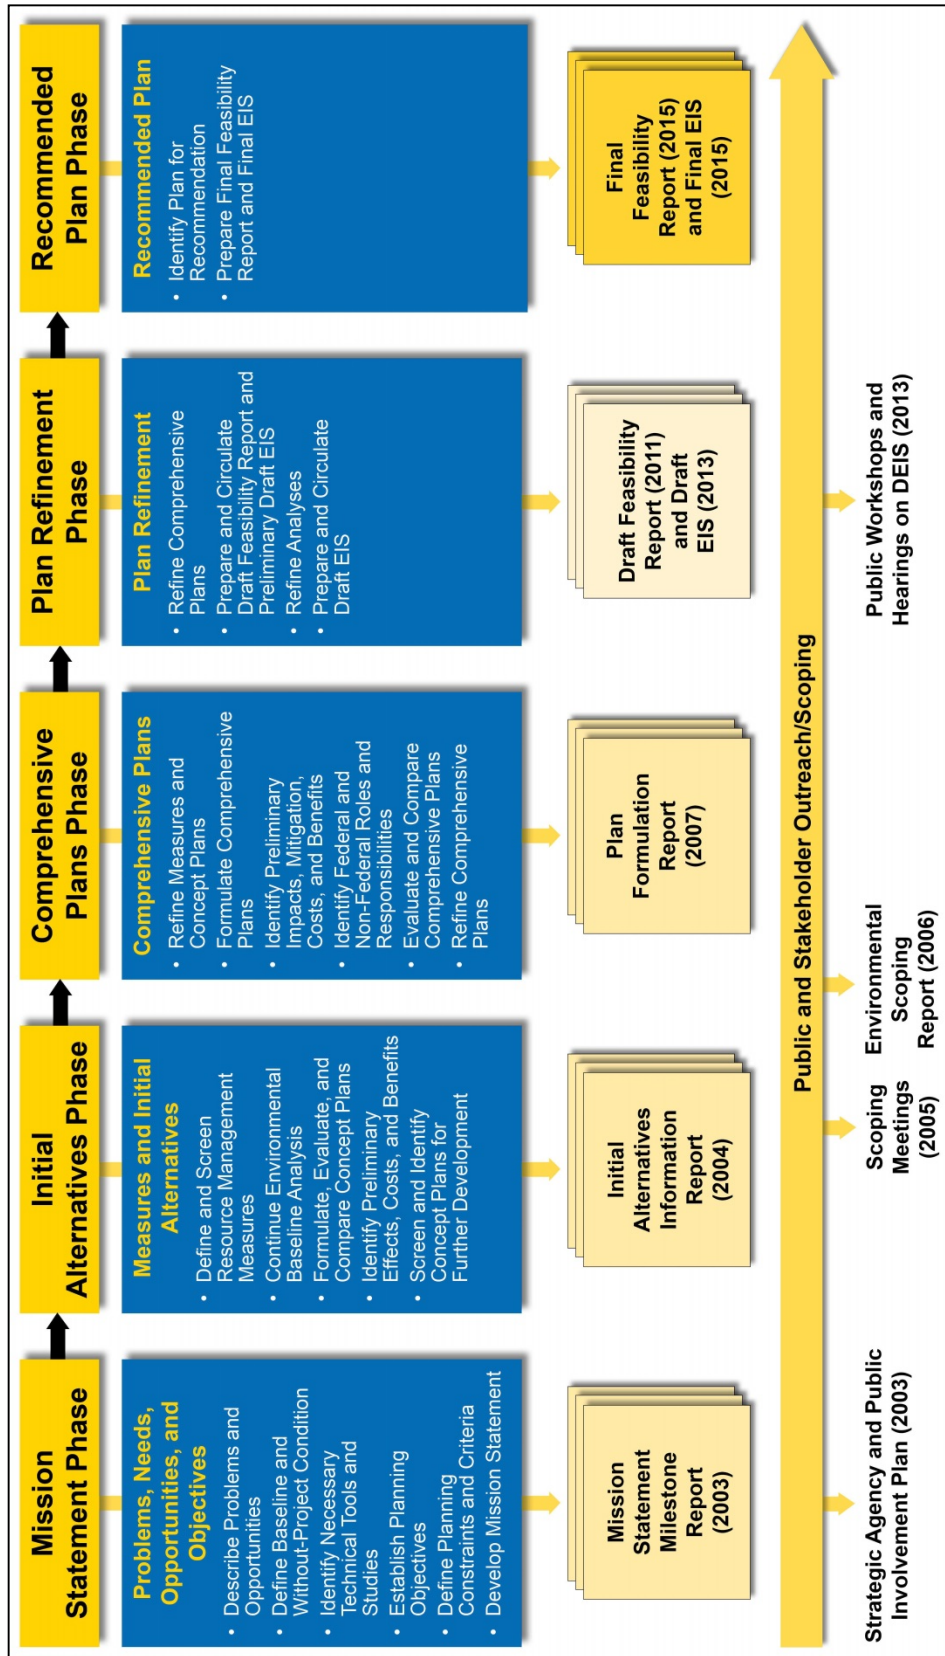 Mission
Statement Phase
Initial
Alternatives Phase
Comprehensive
Plans Phase
Plan Refinement
Phase
Recommended
Plan Phase
Problems, Needs,
Opportunities, and
Objectives
• Describe Problems and
Opportunities
• Define Baseline and
Without-Project Condition
• Identify Necessary
Technical Tools and
Studies
• Establish Planning
Objectives
• Define Planning
Constraints and Criteria
• Develop Mission Statement
Measures and Initial
Alternatives
• Define and Screen
Resource Management
Measures
• Continue Environmental
Baseline Analysis
• Formulate, Evaluate, and
Compare Concept Plans
• Identify Preliminary
Effects, Costs, and Benefits
• Screen and Identify
Concept Plans for
Further Development
Comprehensive Plans
• Refine Measures and
Concept Plans
• Formulate Comprehensive
Plans
• Identify Preliminary
Impacts, Mitigation,
Costs, and Benefits
• Identify Federal and
Non-Federal Roles and
Responsibilities
• Evaluate and Compare
Comprehensive Plans
• Refine Comprehensive
Plans
Plan Refinement
• Refine Comprehensive
Plans
• Prepare and Circulate
Draft Feasibility Report and
Preliminary Draft EIS
• Refine Analyses
• Prepare and Circulate
Draft EIS
Recommended Plan
• Identify Plan for
Recommendation
• Prepare Final Feasibility
Report and Final EIS
Mission
Statement
Milestone
Report
(2003)
Initial
Alternatives
Information
Report
(2004)
Plan
Formulation
Report
(2007)
Draft Feasibility
Report (2011)
and Draft
EIS (2013)
Final
Feasibility
Report (2015)
and Final EIS
(2015)
Public and Stakeholder Outreach/Scoping
Strategic Agency and Public
Involvement Plan (2003)
Scoping
Meetings
(2005)
Environmental
Scoping
Report (2006)
Public Workshops and
Hearings on DEIS (2013)